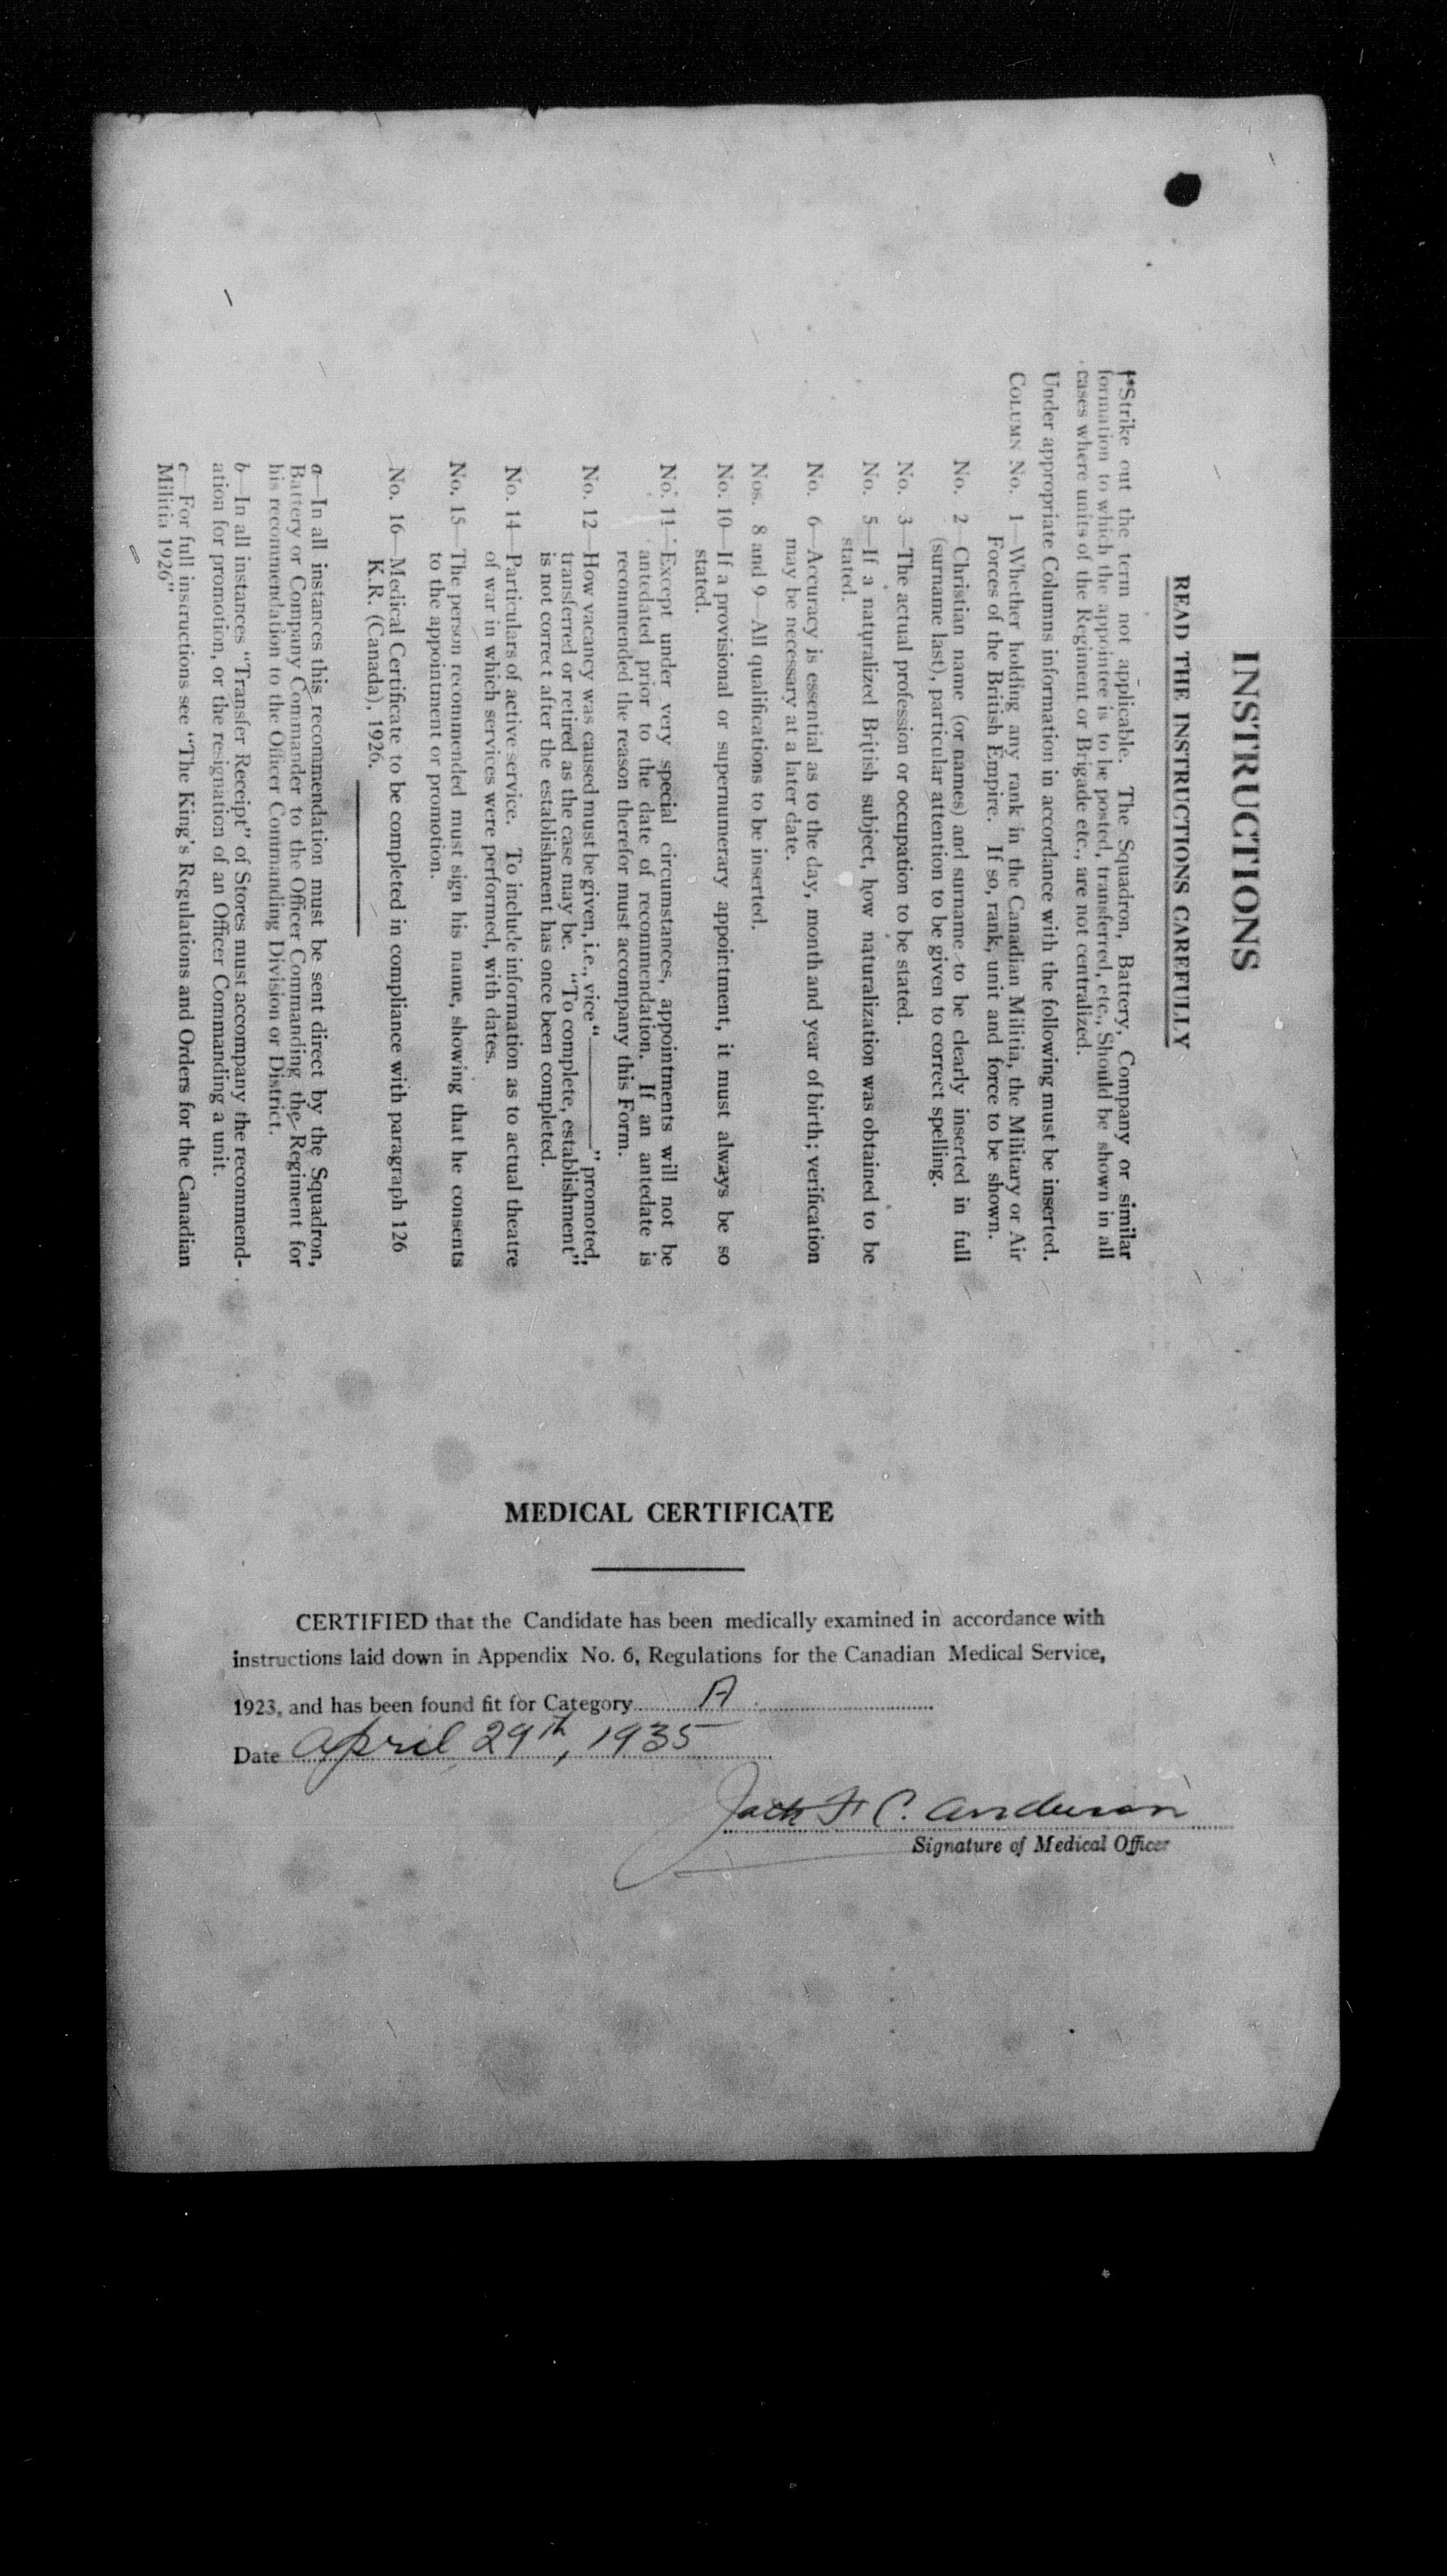 INSTRUCTIONS
READ THE INSTRUCTIONS CAREFULLY
†*Strike out the term not applicable. The Squadron, Battery, Company or similar
formation to which the appointee is to be posted, transferred, etc., Should be shown in all
cases where units of the Regiment or Brigade etc., are not centralized.
Under appropriate Columns information in accordance with the following must be inserted.
COLUMN No. 1—Whether holding any rank in the Canadian Militia, the Military or Air
Forces of the British Empire. If so, rank, unit and force to be shown.
No. 2—Christian name (or names) and surname to be clearly inserted in full
(surname last), particular attention to be given to correct spelling.
No. 3—The actual profession or occupation to be stated.
No. 5—If a naturalized British subject, how naturalization was obtained to be
stated.
No. 6—Accuracy is essential as to the day, month and year of birth; verification
may be necessary at a later date.
Nos. 8 and 9—All qualifications to be inserted.
No. 10—If a provisional or supernumerary appointment, it must always be so
stated.
No. 11—Except under very special circumstances, appointments will not be
antedated prior to the date of recommendation. If an antedate is
recommended the reason therefor must accompany this Form.
No. 12—How vacancy was caused must be given, i.e., vice "________" promoted,
transferred or retired as the case may be. "To complete, establishment"
is not correct after the establishment has once been completed.
No. 14—Particulars of active service. To include information as to actual theatre
of war in which services were performed, with dates.
No. 15—The person recommended must sign his name, showing that he consents
to the appointment or promotion.
No. 16—Medical Certificate to be completed in compliance with paragraph 126
K.R. (Canada), 1926.
a—In all instances this recommendation must be sent direct by the Squadron,
Battery or Company Commander to the Officer Commanding the Regiment for
his recommendation to the Officer Commanding Division or District.
b—In all instances "Transfer Receipt" of Stores must accompany the recommend-
ation for promotion, or the resignation of an Officer Commanding a unit.
c—For full instructions see "The King's Regulations and Orders for the Canadian
Militia 1926"
MEDICAL CERTIFICATE
CERTIFIED that the Candidate has been medically examined in accordance with
instructions laid down in Appendix No. 6, Regulations for the Canadian Medical Service,
1923, and has been found fit for Category A
Date April 29th, 1935
Jack F C. Anderson
Signature of Medical Officer